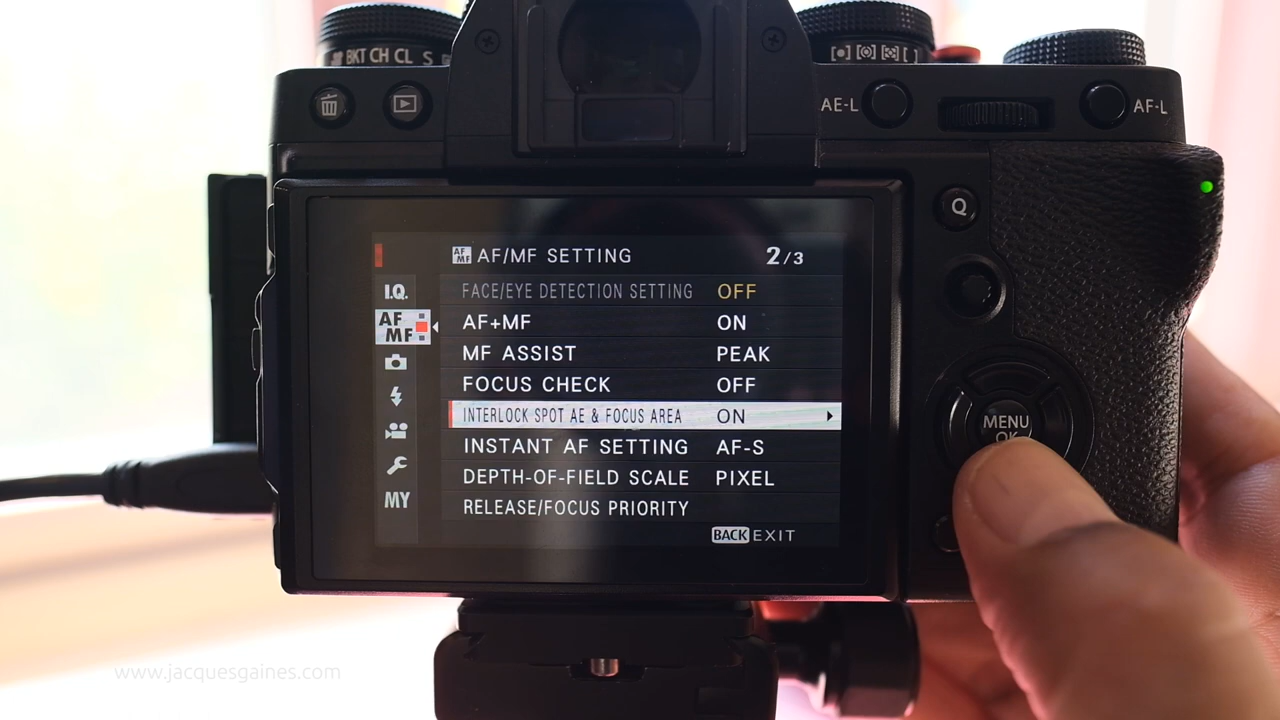 BKT CH CL S
AE-L
AF-L
Q
AF/MF SETTING 2/3
I.Q.
FACE/EYE DETECTION SETTING OFF
AF MF
AF+MF ON
MF ASSIST PEAK
FOCUS CHECK OFF
INTERLOCK SPOT AE & FOCUS AREA ON
MENU
OK
INSTANT AF SETTING AF-S
DEPTH-OF-FIELD SCALE PIXEL
MY
RELEASE/FOCUS PRIORITY
BACK EXIT
www.jacquesgaines.com